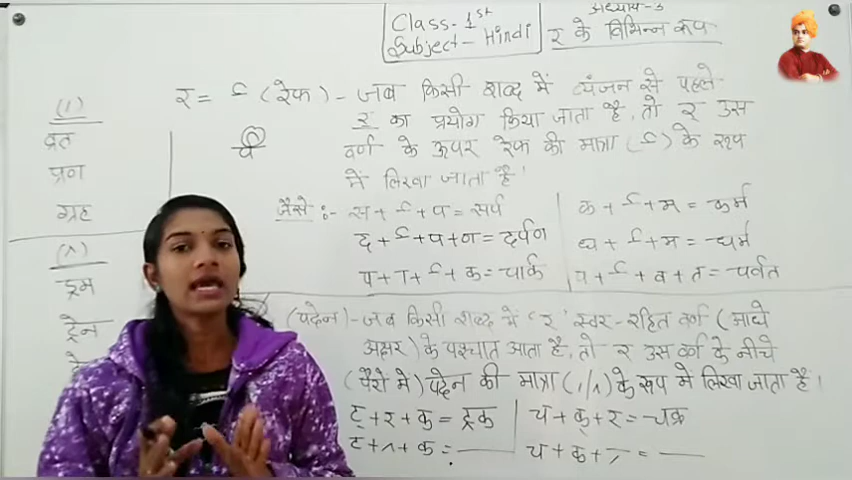 Class - 1st
Subject - Hindi
अध्याय-3
र के विभिन्न रूप
(्र)
व्रत
प्रण
ग्रह
(^)
ड्रम
ट्रेन
र = र् (रेफ) - जब किसी शब्द में व्यंजन से पहले
र का प्रयोग किया जाता है, तो र उस
वर्ण के ऊपर रेफ की मात्रा (र्) के रूप
में लिखा जाता है।
जैसे :- स + र् + प = सर्प
द + र् + प + ण = दर्पण
प + ा + र् + क = पार्क
क + र् + म = कर्म
ध + र् + म = धर्म
प + र् + व + त = पर्वत
(पदेन) - जब किसी शब्द में 'र' स्वर-रहित वर्ण (आधे
अक्षर) के पश्चात आता है, तो र उस वर्ण के नीचे
(पैरों में) पदेन की मात्रा (्र/^) के रूप में लिखा जाता है।
ट् + र + क = ट्रक
ट + ^ + क = ——
च + क् + र = चक्र
च + क + ्र = ——